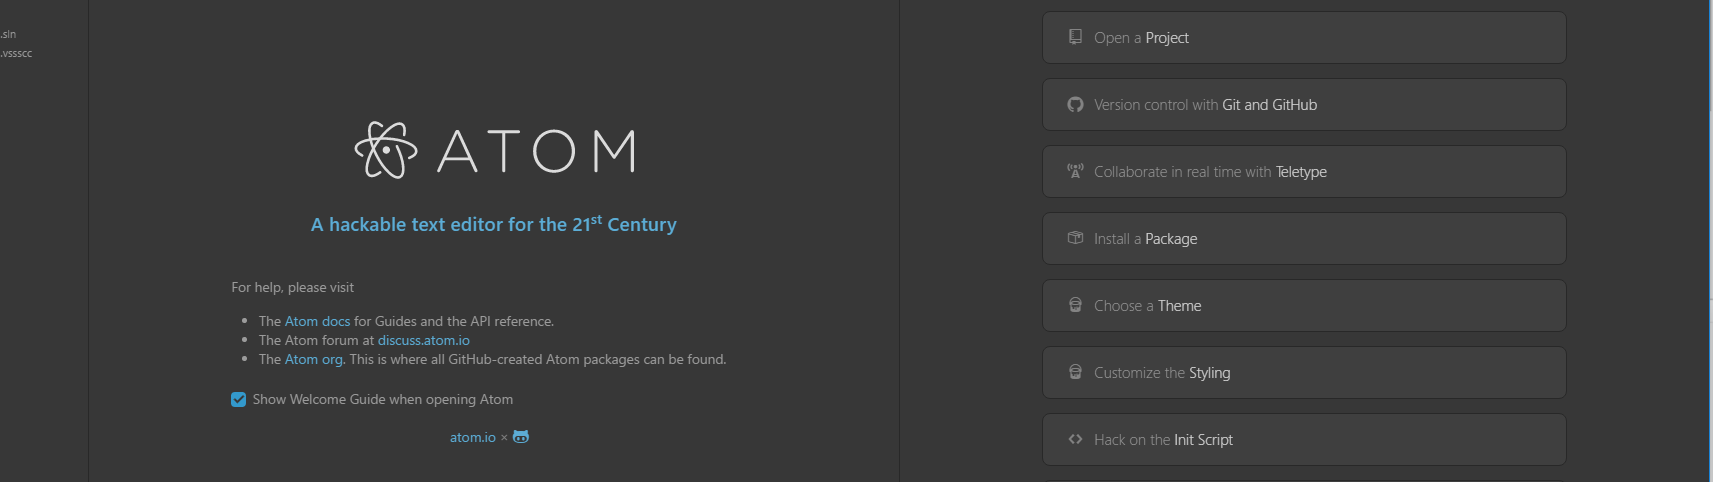 .sln
.vssscc
ATOM
A hackable text editor for the 21st Century
For help, please visit
• The Atom docs for Guides and the API reference.
• The Atom forum at discuss.atom.io
• The Atom org. This is where all GitHub-created Atom packages can be found.
Show Welcome Guide when opening Atom
atom.io ×
Open a Project
Version control with Git and GitHub
Collaborate in real time with Teletype
Install a Package
Choose a Theme
Customize the Styling
Hack on the Init Script